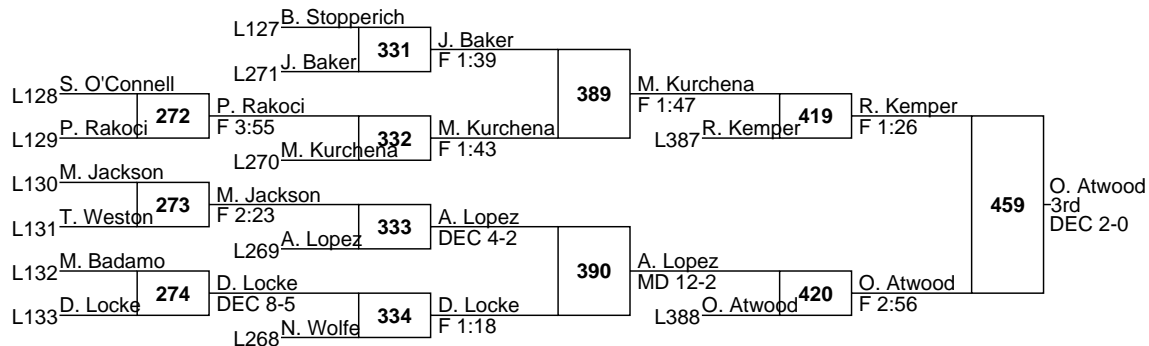 L127 B. Stopperich
331
J. Baker
F 1:39
L271 J. Baker
L128 S. O'Connell
272
P. Rakoci
F 3:55
L129 P. Rakoci
332
M. Kurchena
F 1:43
L270 M. Kurchena
389
M. Kurchena
F 1:47
L387 R. Kemper
419
R. Kemper
F 1:26
L130 M. Jackson
273
M. Jackson
F 2:23
L131 T. Weston
333
A. Lopez
DEC 4-2
L269 A. Lopez
L132 M. Badamo
274
D. Locke
DEC 8-5
L133 D. Locke
334
D. Locke
F 1:18
L268 N. Wolfe
390
A. Lopez
MD 12-2
L388 O. Atwood
420
O. Atwood
F 2:56
459
O. Atwood
3rd
DEC 2-0